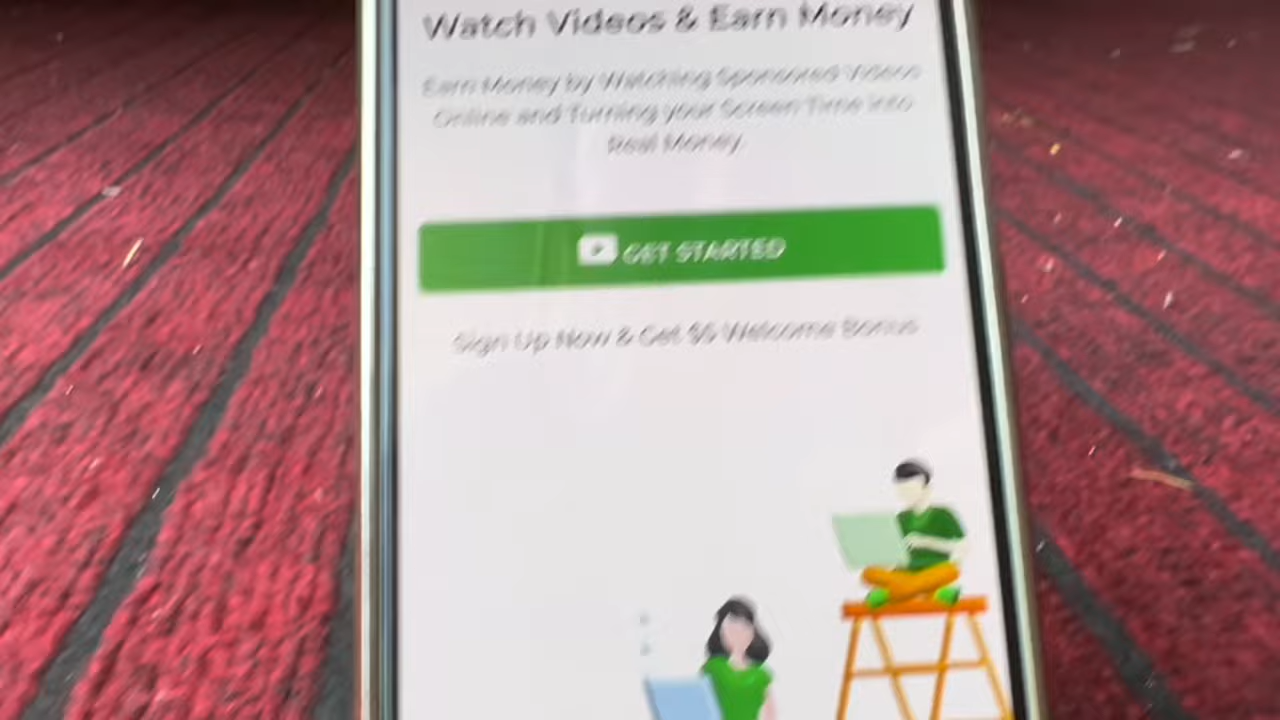 Watch Videos & Earn Money
Earn Money by Watching Sponsored Videos
Online and Turning your Screen Time into
Real Money.
GET STARTED
Sign Up Now & Get $5 Welcome Bonus